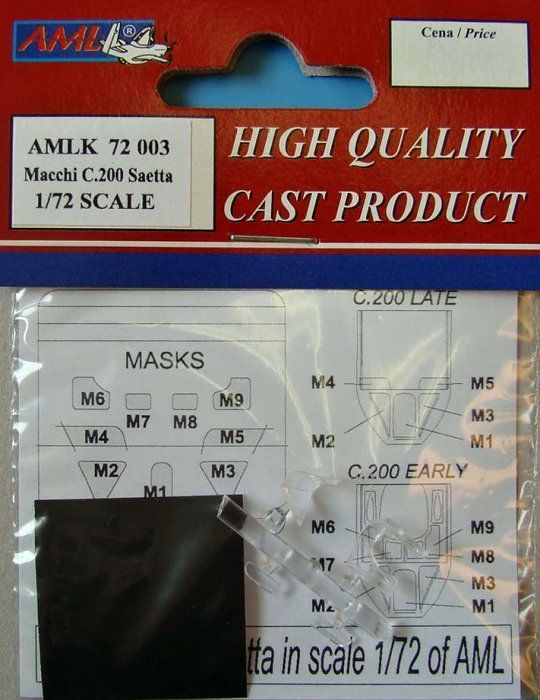 AML®
Cena / Price
AMLK 72 003
Macchi C.200 Saetta
1/72 SCALE
HIGH QUALITY
CAST PRODUCT
MASKS
M6
M7
M8
M9
M4
M5
M2
M1
M3
C.200 LATE
M4
M5
M3
M2
M1
C.200 EARLY
M6
M9
M7
M8
M3
M2
M1
tta in scale 1/72 of AML